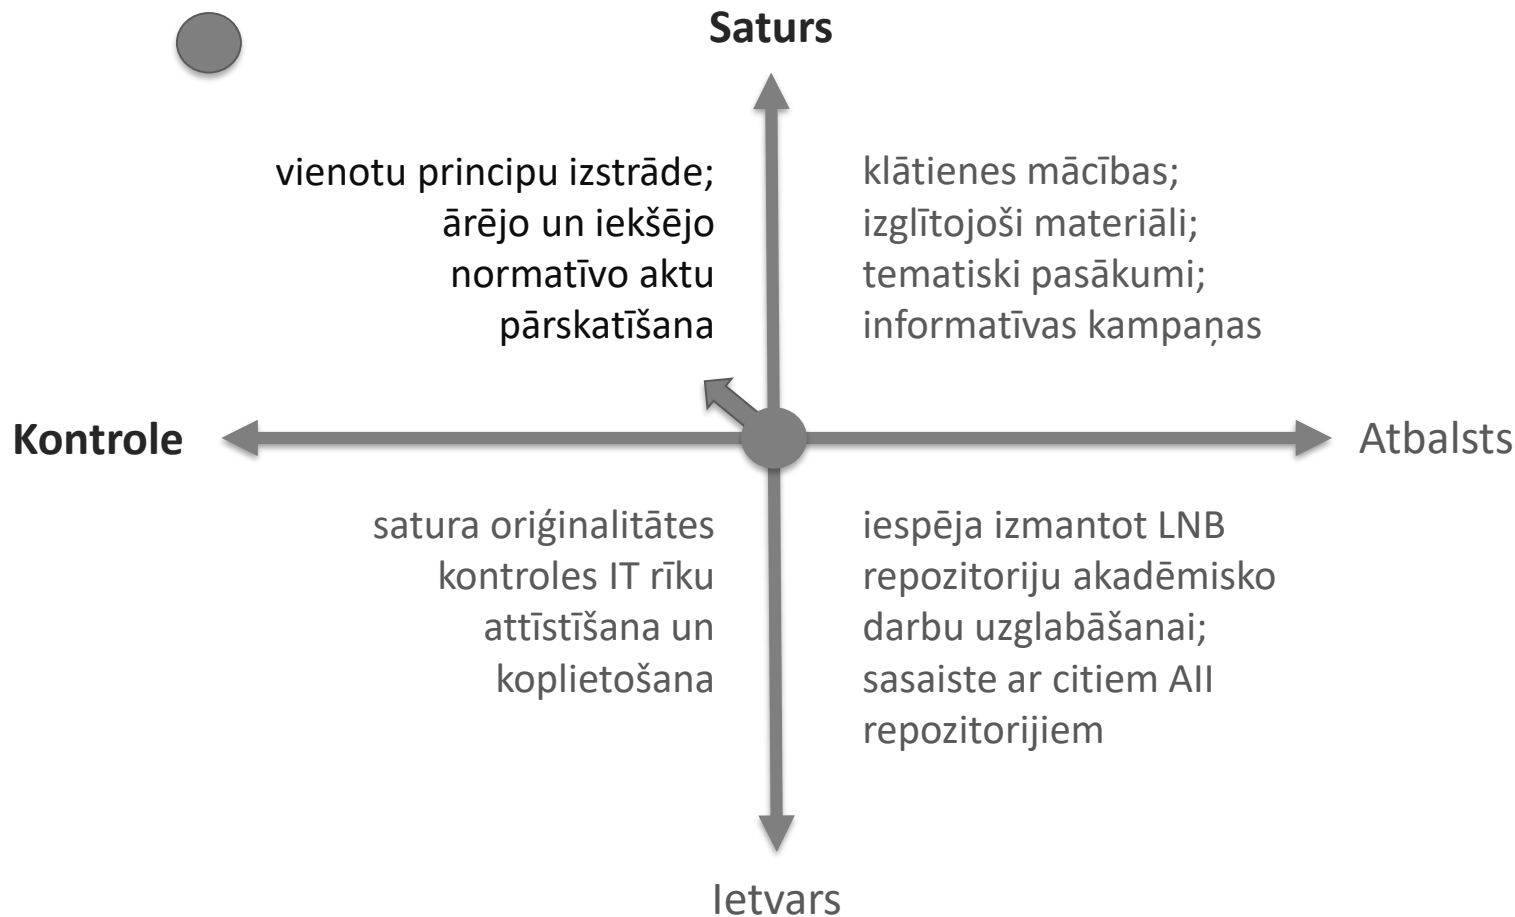 Saturs
vienotu principu izstrāde;
ārējo un iekšējo
normatīvo aktu
pārskatīšana
klātienes mācības;
izglītojoši materiāli;
tematiski pasākumi;
informatīvas kampaņas
Kontrole
Atbalsts
satura oriģinalitātes
kontroles IT rīku
attīstīšana un
koplietošana
iespēja izmantot LNB
repozitoriju akadēmisko
darbu uzglabāšanai;
sasaiste ar citiem AII
repozitorijiem
Ietvars